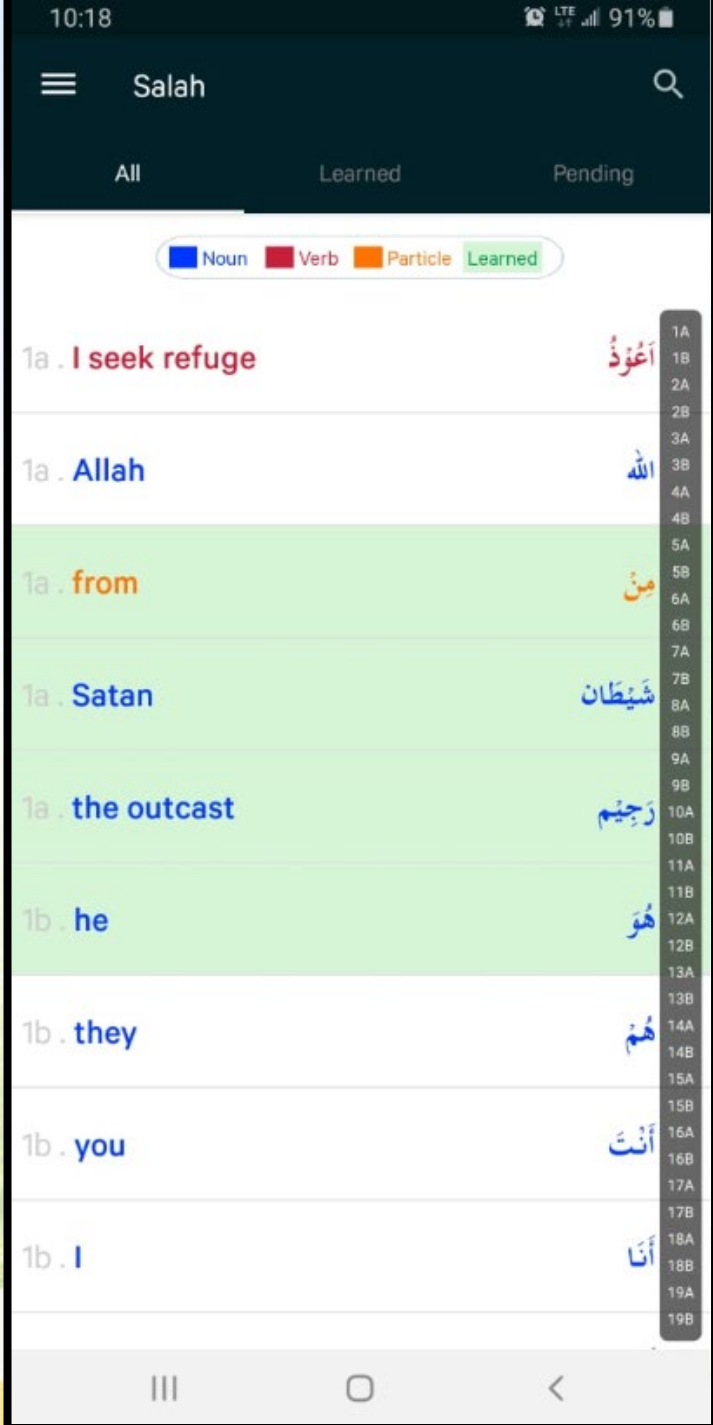 10:18 LTE 91%
Salah
All Learned Pending
Noun Verb Particle Learned
1a . I seek refuge اَعُوْذُ
1a . Allah اللّٰه
1a . from مِنْ
1a . Satan شَيْطَان
1a . the outcast رَجِيْم
1b . he هُوَ
1b . they هُمْ
1b . you أَنْتَ
1b . I أَنَا
1A
1B
2A
2B
3A
3B
4A
4B
5A
5B
6A
6B
7A
7B
8A
8B
9A
9B
10A
10B
11A
11B
12A
12B
13A
13B
14A
14B
15A
15B
16A
16B
17A
17B
18A
18B
19A
19B